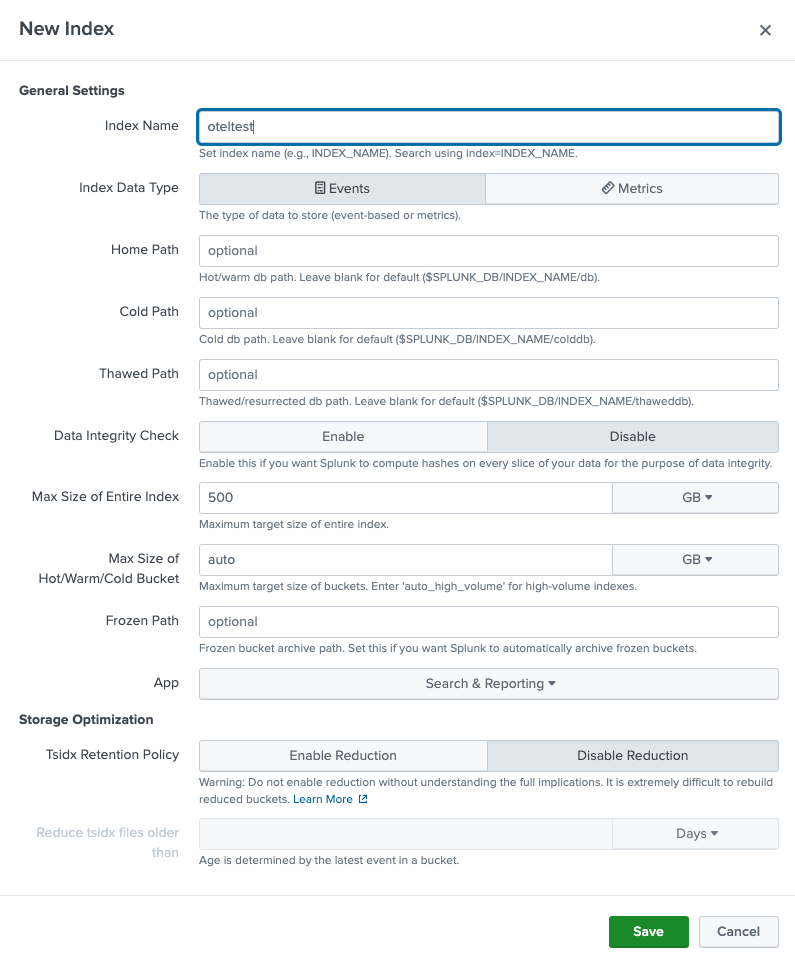 New Index
General Settings
Index Name
oteltest
Set index name (e.g., INDEX_NAME). Search using index=INDEX_NAME.
Index Data Type
Events
Metrics
The type of data to store (event-based or metrics).
Home Path
optional
Hot/warm db path. Leave blank for default ($SPLUNK_DB/INDEX_NAME/db).
Cold Path
optional
Cold db path. Leave blank for default ($SPLUNK_DB/INDEX_NAME/colddb).
Thawed Path
optional
Thawed/resurrected db path. Leave blank for default ($SPLUNK_DB/INDEX_NAME/thaweddb).
Data Integrity Check
Enable
Disable
Enable this if you want Splunk to compute hashes on every slice of your data for the purpose of data integrity.
Max Size of Entire Index
500
GB
Maximum target size of entire index.
Max Size of
Hot/Warm/Cold Bucket
auto
GB
Maximum target size of buckets. Enter 'auto_high_volume' for high-volume indexes.
Frozen Path
optional
Frozen bucket archive path. Set this if you want Splunk to automatically archive frozen buckets.
App
Search & Reporting
Storage Optimization
Tsidx Retention Policy
Enable Reduction
Disable Reduction
Warning: Do not enable reduction without understanding the full implications. It is extremely difficult to rebuild
reduced buckets. Learn More
Reduce tsidx files older
than
Days
Age is determined by the latest event in a bucket.
Save
Cancel